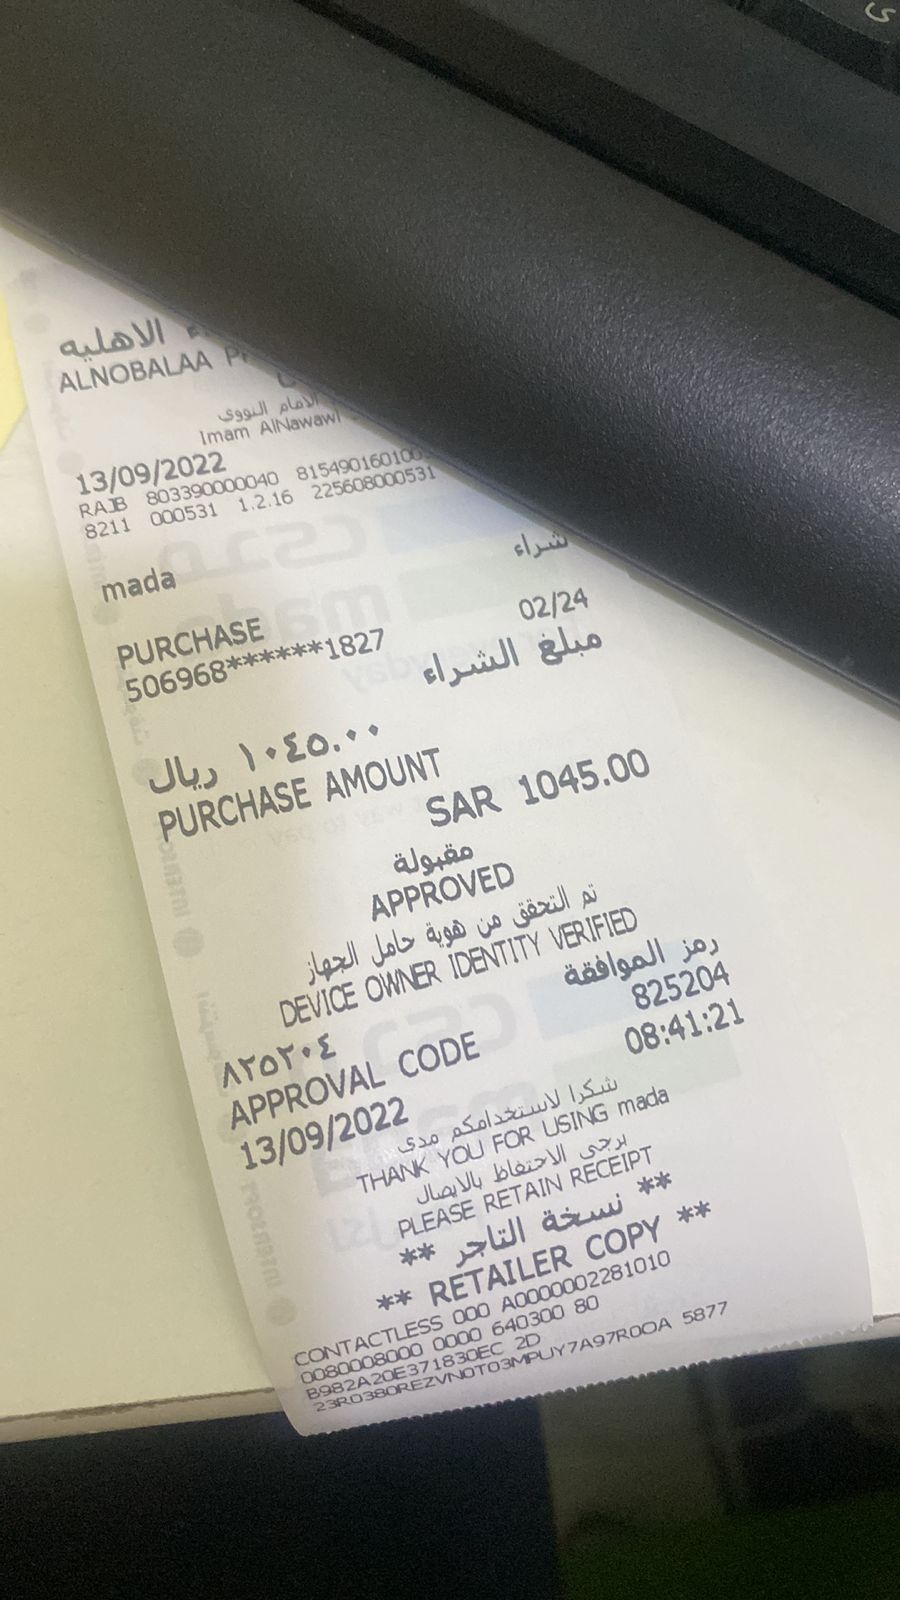 الاهليه
ALNOBALAA
الامام النووي
Imam AlNawawi
13/09/2022
RAJB 803390000040
8211 000531 1.2.16 225608000531
mada
شراء
PURCHASE
506968******1827 02/24
مبلغ الشراء
١٠٤٥.٠٠ ريال
PURCHASE AMOUNT
SAR 1045.00
مقبولة
APPROVED
تم التحقق من هوية حامل الجهاز
DEVICE OWNER IDENTITY VERIFIED
رمز الموافقة
٨٢٥٢٠٤ 825204
APPROVAL CODE
13/09/2022 08:41:21
شكرا لاستخدامكم مدى
THANK YOU FOR USING mada
يرجى الاحتفاظ بالايصال
PLEASE RETAIN RECEIPT
** نسخة التاجر **
** RETAILER COPY **
CONTACTLESS 000 A0000002281010
0080008000 0000 640300 80
B982A20E371830EC 2D
23R0380REZVN0T03MPUY7A97R0OA 5877